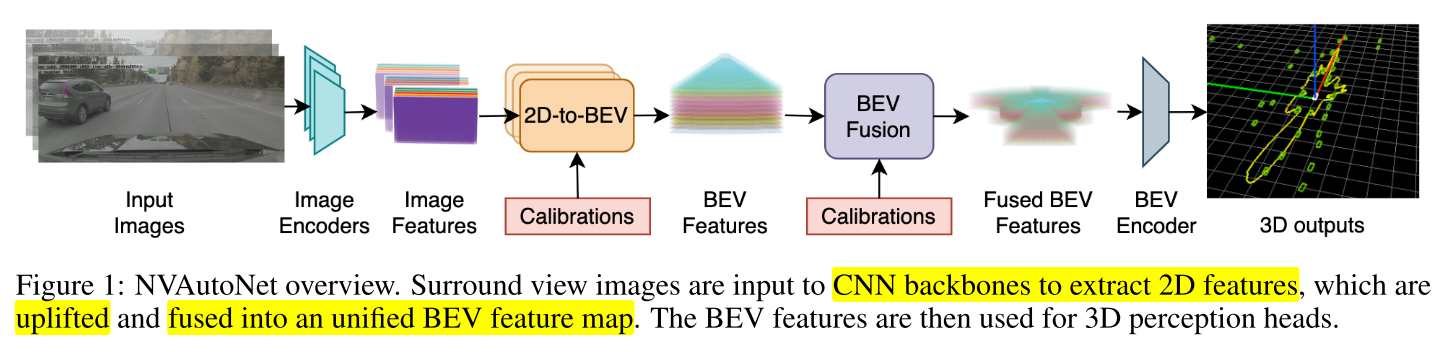 2D-to-BEV
BEV
Fusion
Input
Images
Image
Encoders
Image
Features
Calibrations
BEV
Features
Calibrations
Fused BEV
Features
BEV
Encoder
3D outputs
Figure 1: NVAutoNet overview. Surround view images are input to CNN backbones to extract 2D features, which are
uplifted and fused into an unified BEV feature map. The BEV features are then used for 3D perception heads.